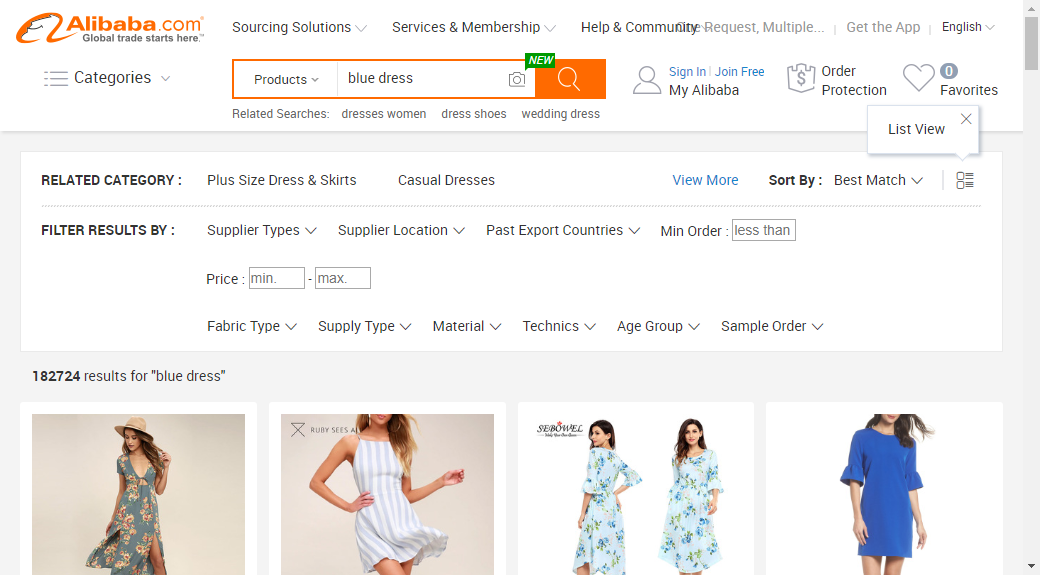 Alibaba.com
Global trade starts here.™
Sourcing Solutions
Services & Membership
Help & Community
One Request, Multiple...
Get the App
English
Categories
Products
blue dress
NEW
Sign In
Join Free
My Alibaba
Order
Protection
0
Favorites
Related Searches:
dresses women
dress shoes
wedding dress
List View
RELATED CATEGORY :
Plus Size Dress & Skirts
Casual Dresses
View More
Sort By :
Best Match
FILTER RESULTS BY :
Supplier Types
Supplier Location
Past Export Countries
Min Order :
less than
Price :
min.
-
max.
Fabric Type
Supply Type
Material
Technics
Age Group
Sample Order
182724 results for "blue dress"
RUBY SEES AL
SEBOWEL